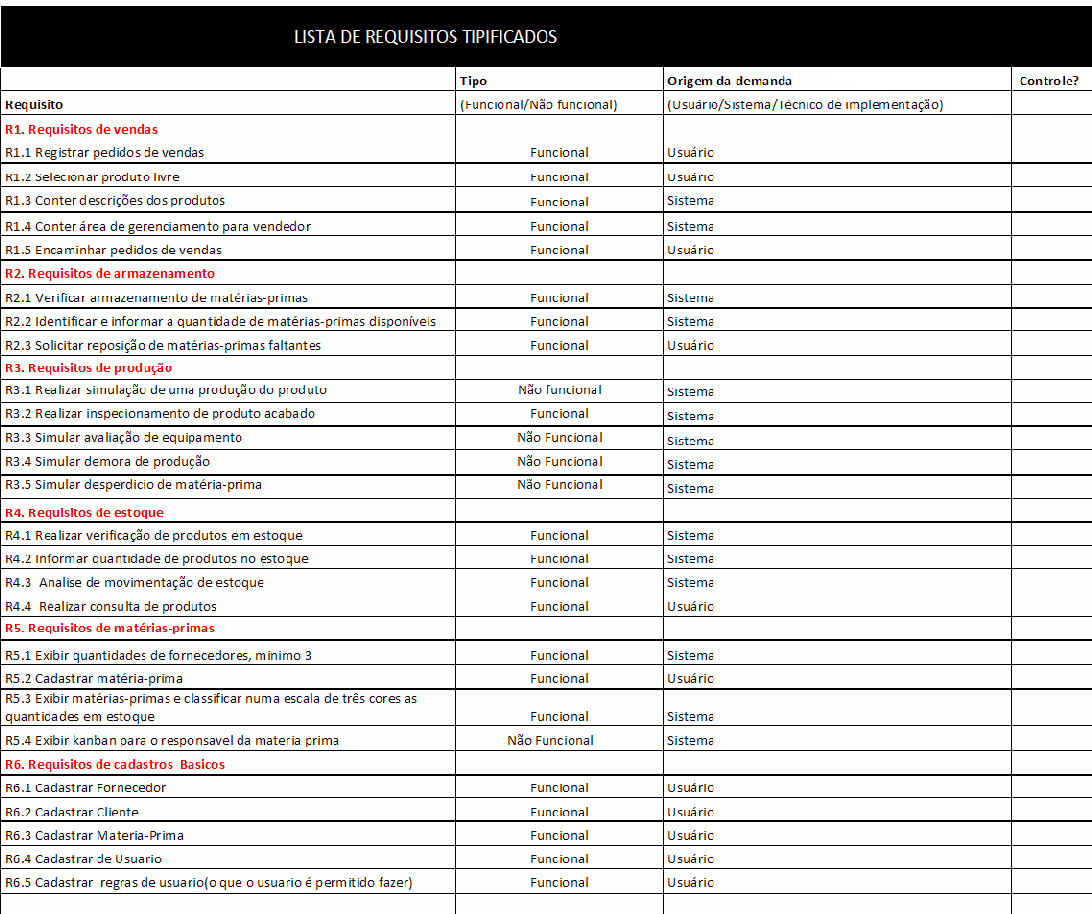 LISTA DE REQUISITOS TIPIFICADOS
Tipo Origem da demanda Controle?
Requisito (Funcional/Não funcional) (Usuário/Sistema/Técnico de Implementação)
R1. Requisitos de vendas
R1.1 Registrar pedidos de vendas Funcional Usuário
R1.2 Selecionar produto livre Funcional Usuário
R1.3 Conter descrições dos produtos Funcional Sistema
R1.4 Conter área de gerenciamento para vendedor Funcional Sistema
R1.5 Encaminhar pedidos de vendas Funcional Usuário
R2. Requisitos de armazenamento
R2.1 Verificar armazenamento de matérias-primas Funcional Sistema
R2.2 Identificar e informar a quantidade de matérias-primas disponíveis Funcional Sistema
R2.3 Solicitar reposição de matérias-primas faltantes Funcional Usuário
R3. Requisitos de produção
R3.1 Realizar simulação de uma produção do produto Não funcional Sistema
R3.2 Realizar inspecionamento de produto acabado Funcional Sistema
R3.3 Simular avaliação de equipamento Não Funcional Sistema
R3.4 Simular demora de produção Não Funcional Sistema
R3.5 Simular desperdicio de matéria-prima Não Funcional Sistema
R4. Requisitos de estoque
R4.1 Realizar verificação de produtos em estoque Funcional Sistema
R4.2 Informar quantidade de produtos no estoque Funcional Sistema
R4.3 Analise de movimentação de estoque Funcional Sistema
R4.4 Realizar consulta de produtos Funcional Usuário
R5. Requisitos de matérias-primas
R5.1 Exibir quantidades de fornecedores, minimo 3 Funcional Sistema
R5.2 Cadastrar matéria-prima Funcional Usuário
R5.3 Exibir matérias-primas e classificar numa escala de três cores as
quantidades em estoque Funcional Sistema
R5.4 Exibir kanban para o responsavel da materia prima Não Funcional Sistema
R6. Requisitos de cadastros Basicos
R6.1 Cadastrar Fornecedor Funcional Usuário
R6.2 Cadastrar Cliente Funcional Usuário
R6.3 Cadastrar Materia-Prima Funcional Usuário
R6.4 Cadastrar de Usuario Funcional Usuário
R6.5 Cadastrar regras de usuario(o que o usuario é permitido fazer) Funcional Usuário